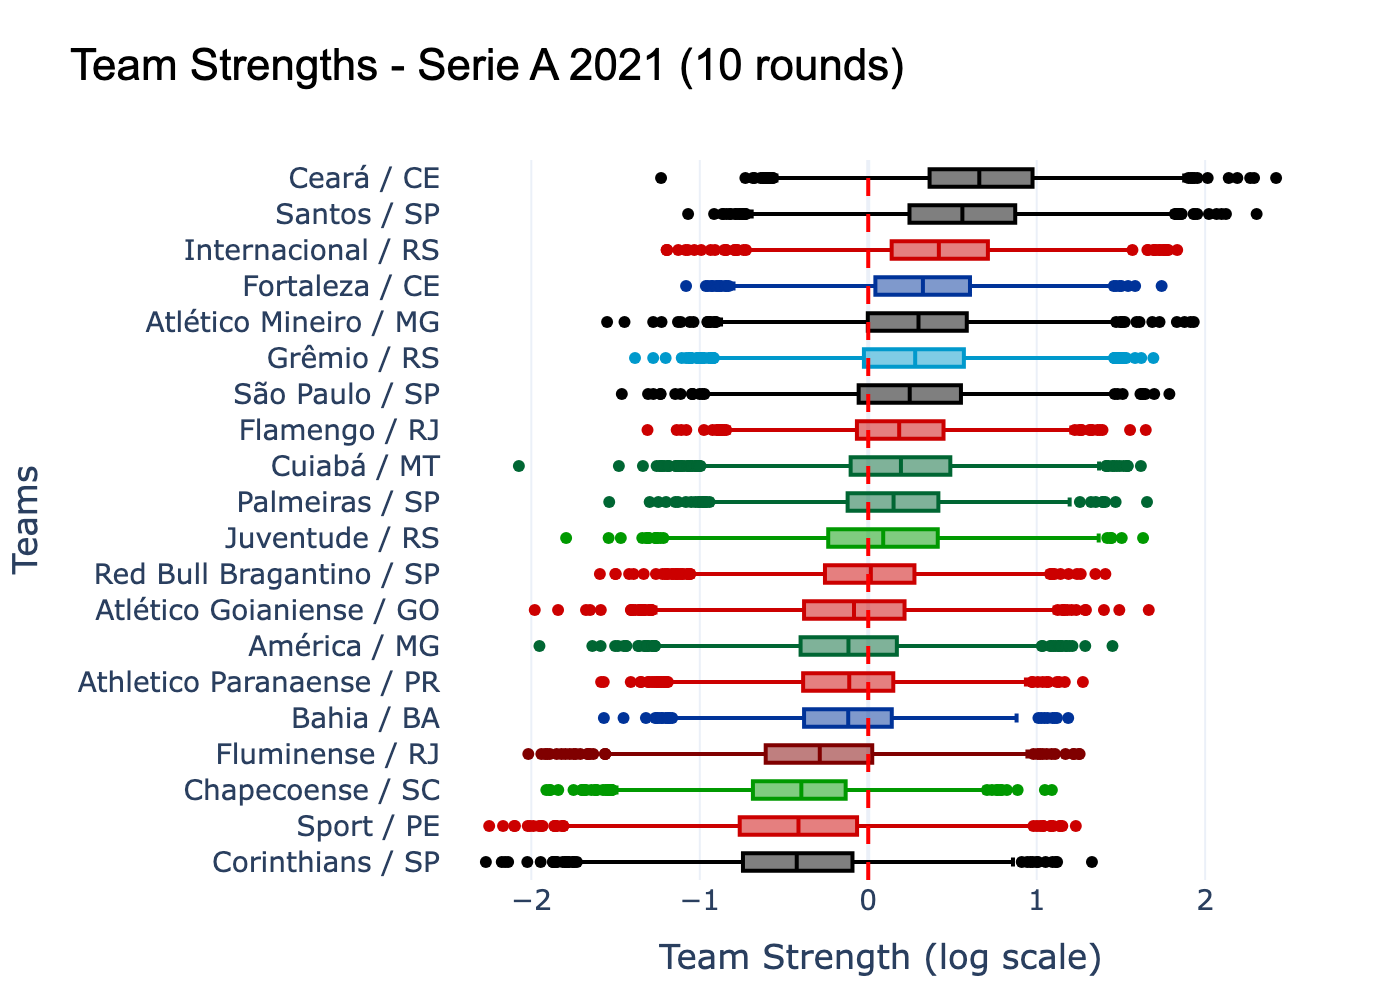 Team Strengths - Serie A 2021 (10 rounds)
Teams
Ceará / CE
Santos / SP
Internacional / RS
Fortaleza / CE
Atlético Mineiro / MG
Grêmio / RS
São Paulo / SP
Flamengo / RJ
Cuiabá / MT
Palmeiras / SP
Juventude / RS
Red Bull Bragantino / SP
Atlético Goianiense / GO
América / MG
Athletico Paranaense / PR
Bahia / BA
Fluminense / RJ
Chapecoense / SC
Sport / PE
Corinthians / SP
−2 −1 0 1 2
Team Strength (log scale)